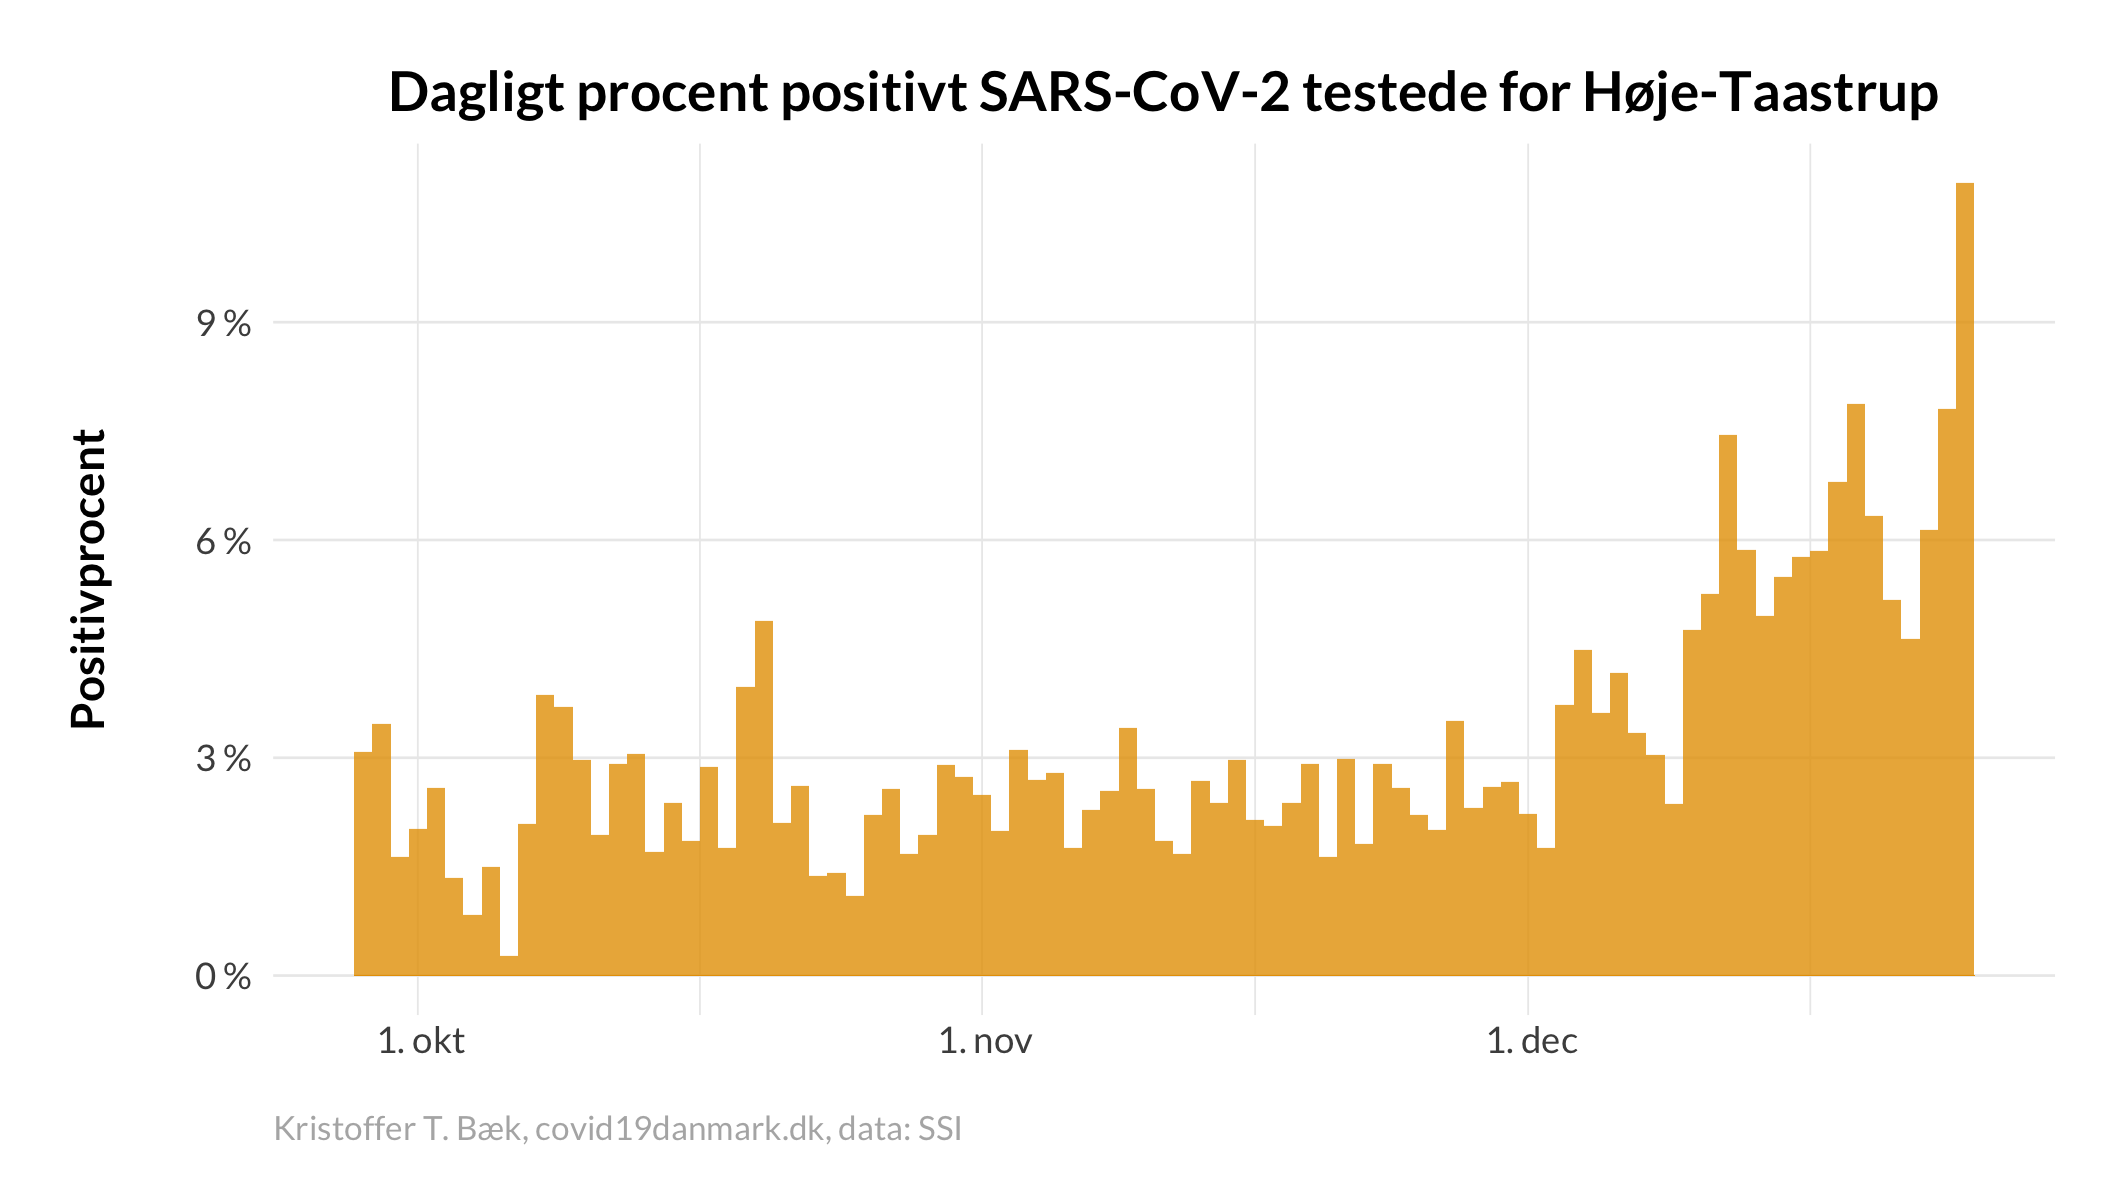 Dagligt procent positivt SARS-CoV-2 testede for Høje-Taastrup
Positivprocent
9 %
6 %
3 %
0 %
1. okt
1. nov
1. dec
Kristoffer T. Bæk, covid19danmark.dk, data: SSI